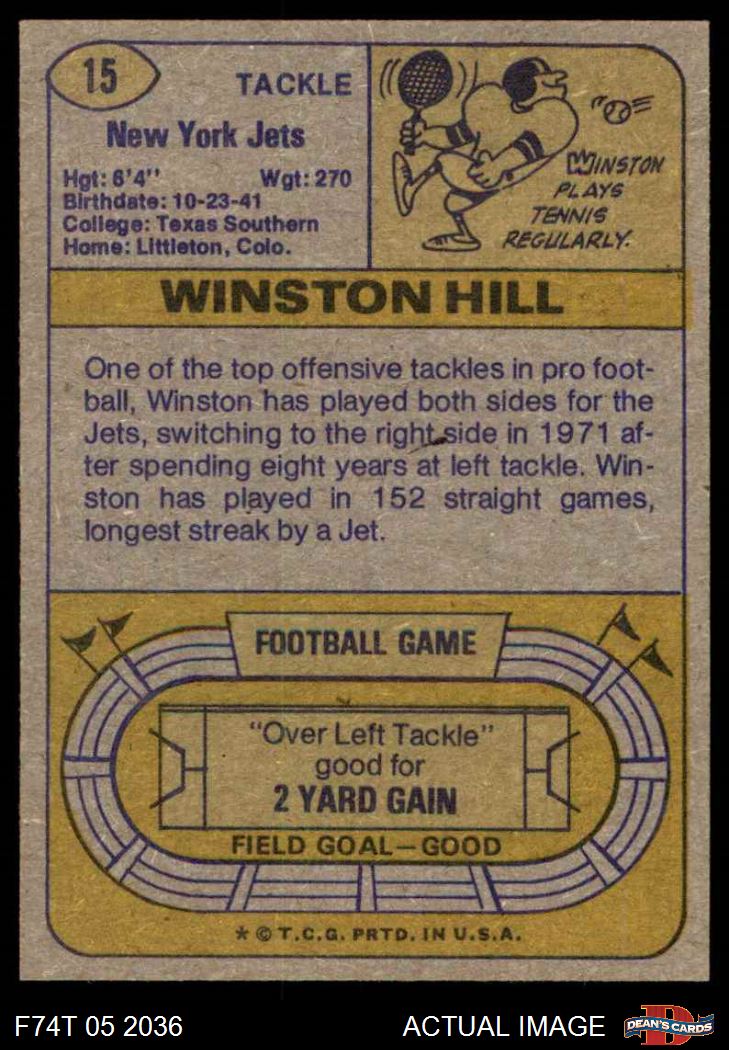 15
TACKLE
New York Jets
Hgt: 6'4" Wgt: 270
Birthdate: 10-23-41
College: Texas Southern
Home: Littleton, Colo.
WINSTON
PLAYS
TENNIS
REGULARLY.
WINSTON HILL
One of the top offensive tackles in pro foot-
ball, Winston has played both sides for the
Jets, switching to the right side in 1971 af-
ter spending eight years at left tackle. Win-
ston has played in 152 straight games,
longest streak by a Jet.
FOOTBALL GAME
"Over Left Tackle"
good for
2 YARD GAIN
FIELD GOAL—GOOD
* © T.C.G. PRTD. IN U.S.A.
F74T 05 2036 ACTUAL IMAGE
D
DEAN'S CARDS